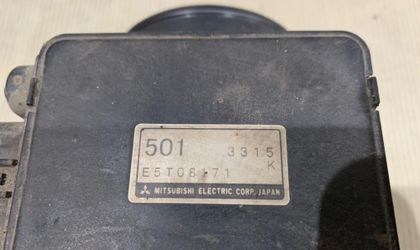 501 3315
K
E5T08171
MITSUBISHI ELECTRIC CORP. JAPAN